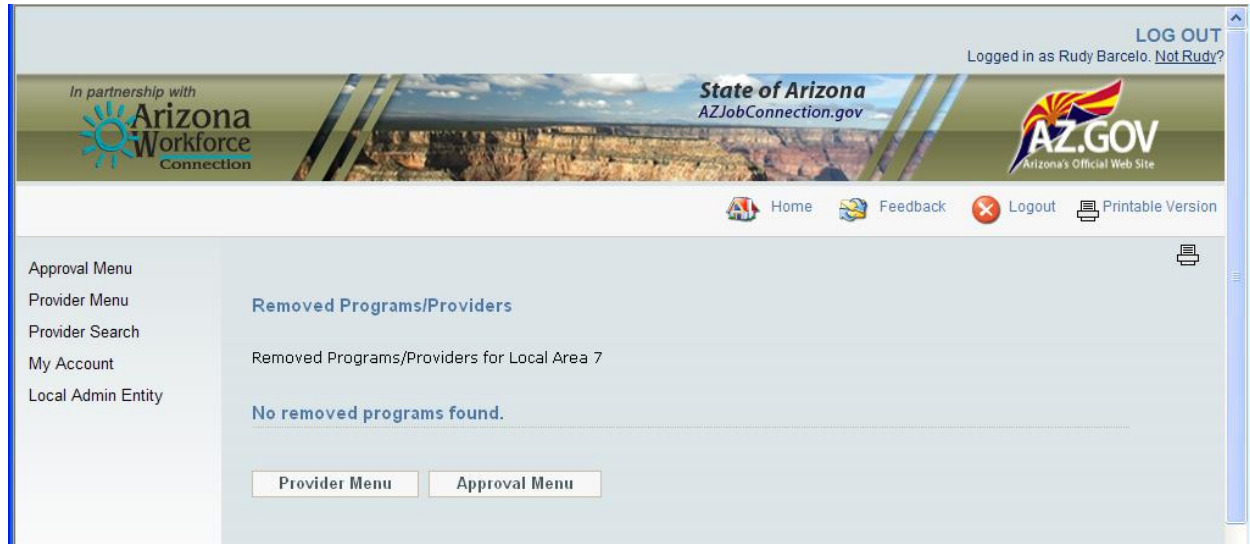 LOG OUT
Logged in as Rudy Barcelo. Not Rudy?
In partnership with
Arizona
Workforce
Connection
State of Arizona
AZJobConnection.gov
AZ.GOV
Arizona's Official Web Site
Home Feedback Logout Printable Version
Approval Menu
Provider Menu
Provider Search
My Account
Local Admin Entity
Removed Programs/Providers
Removed Programs/Providers for Local Area 7
No removed programs found.
Provider Menu Approval Menu